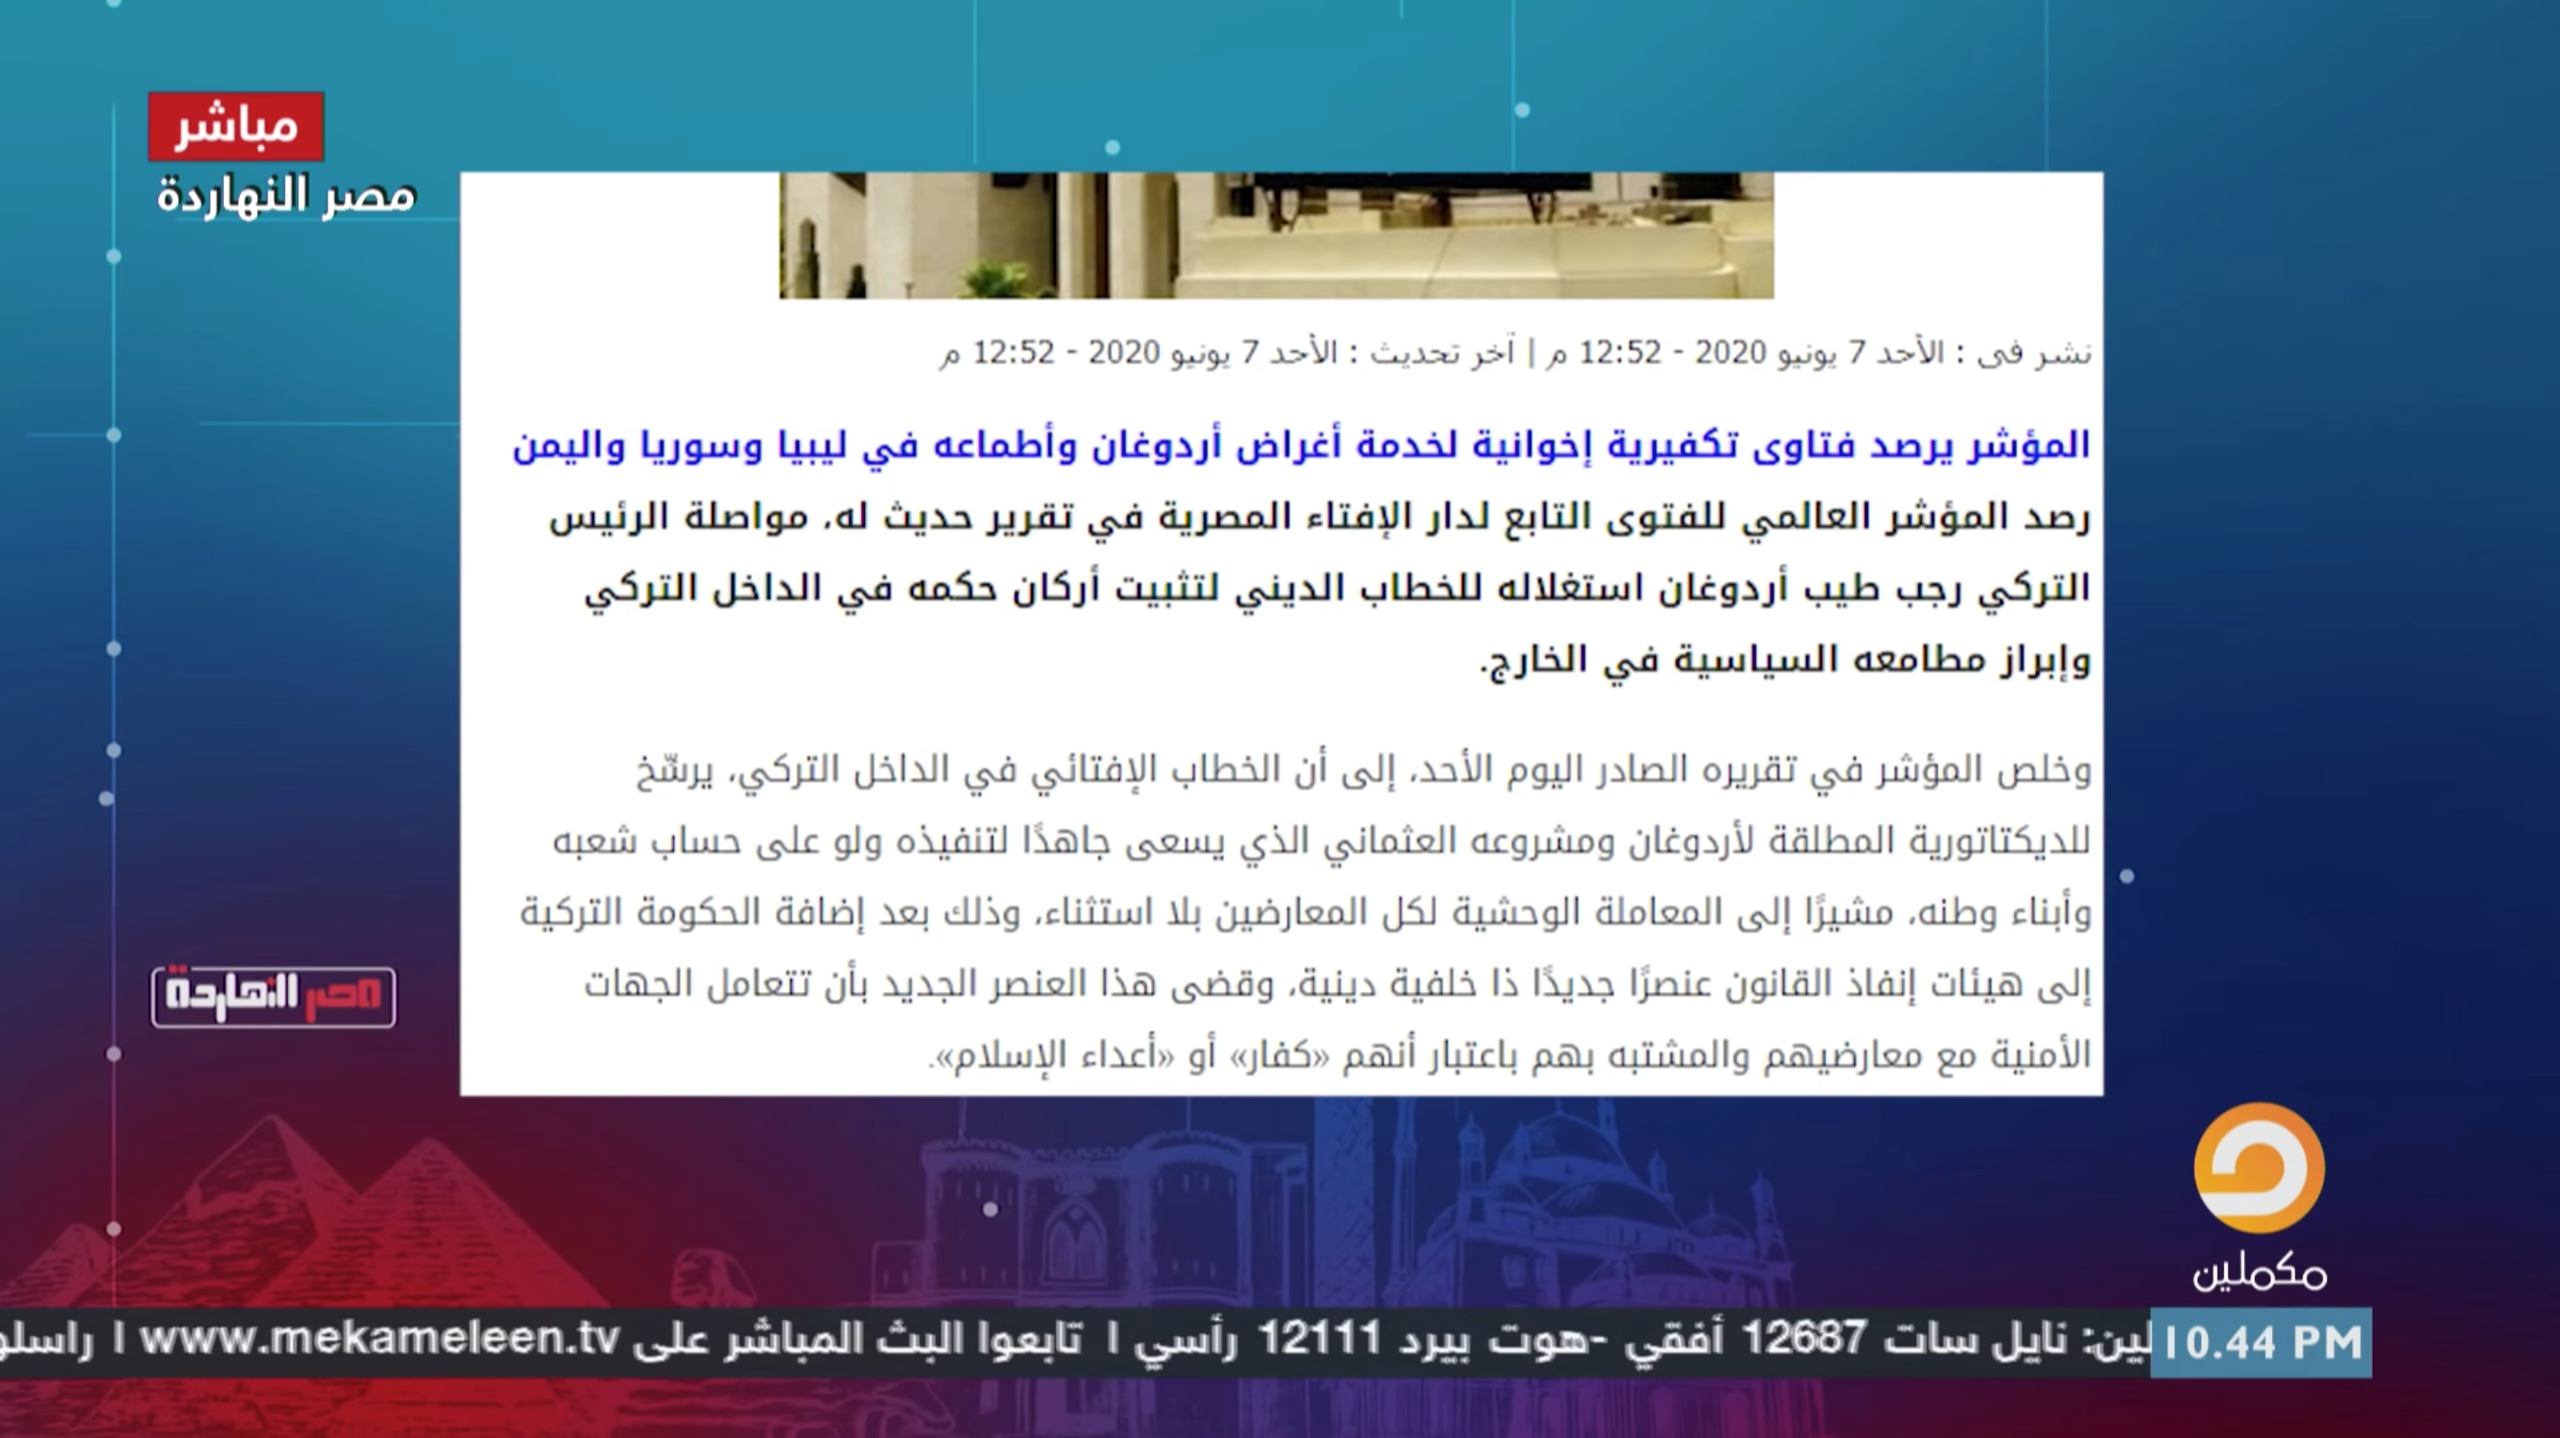 مباشر
مصر النهاردة
نشر فى : الأحد 7 يونيو 2020 - 12:52 م | آخر تحديث : الأحد 7 يونيو 2020 - 12:52 م
المؤشر يرصد فتاوى تكفيرية إخوانية لخدمة أغراض أردوغان وأطماعه في ليبيا وسوريا واليمن
رصد المؤشر العالمي للفتوى التابع لدار الإفتاء المصرية في تقرير حديث له، مواصلة الرئيس
التركي رجب طيب أردوغان استغلاله للخطاب الديني لتثبيت أركان حكمه في الداخل التركي
وإبراز مطامعه السياسية في الخارج.
وخلص المؤشر في تقريره الصادر اليوم الأحد، إلى أن الخطاب الإفتائي في الداخل التركي، يرسّخ
للديكتاتورية المطلقة لأردوغان ومشروعه العثماني الذي يسعى جاهدًا لتنفيذه ولو على حساب شعبه
وأبناء وطنه، مشيرًا إلى المعاملة الوحشية لكل المعارضين بلا استثناء، وذلك بعد إضافة الحكومة التركية
إلى هيئات إنفاذ القانون عنصرًا جديدًا ذا خلفية دينية، وقضى هذا العنصر الجديد بأن تتعامل الجهات
الأمنية مع معارضيهم والمشتبه بهم باعتبار أنهم «كفار» أو «أعداء الإسلام».
مصر النهاردة
مكملين
لين: نايل سات 12687 أفقي -هوت بيرد 12111 رأسي ا تابعوا البث المباشر على www.mekameleen.tv ا راسلو
10.44 PM